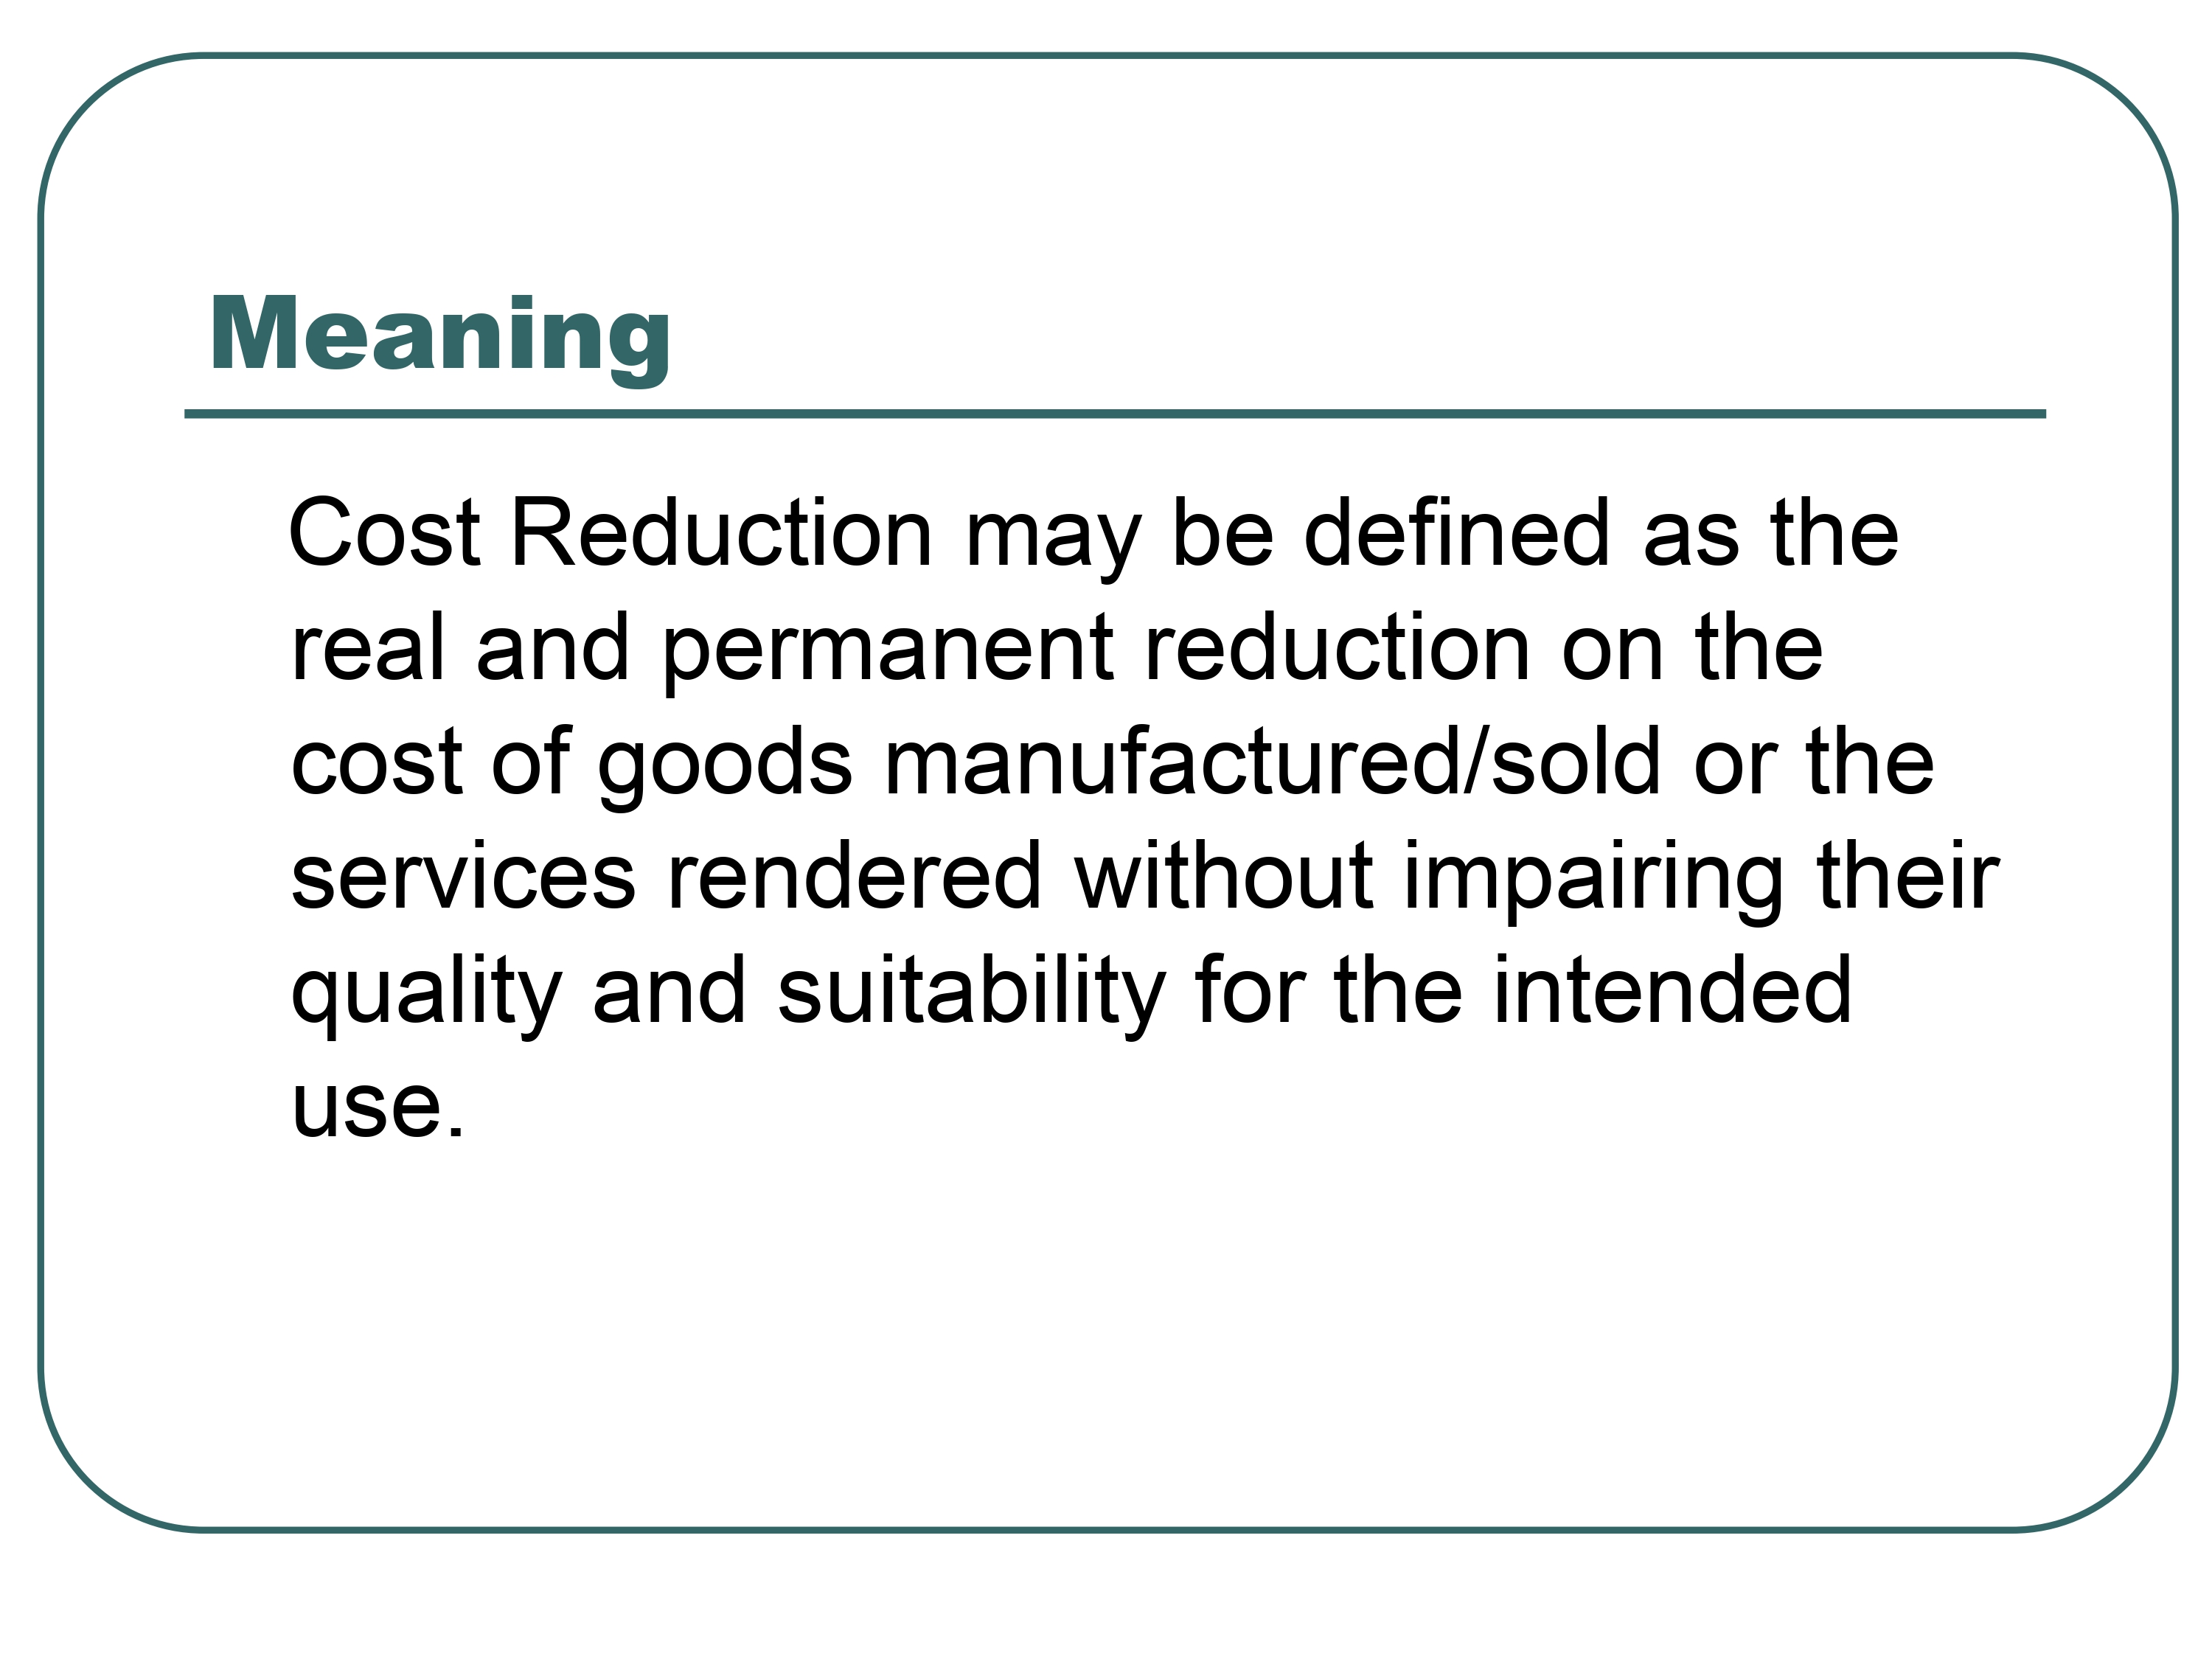 Meaning
Cost Reduction may be defined as the
real and permanent reduction on the
cost of goods manufactured/sold or the
services rendered without impairing their
quality and suitability for the intended
use.